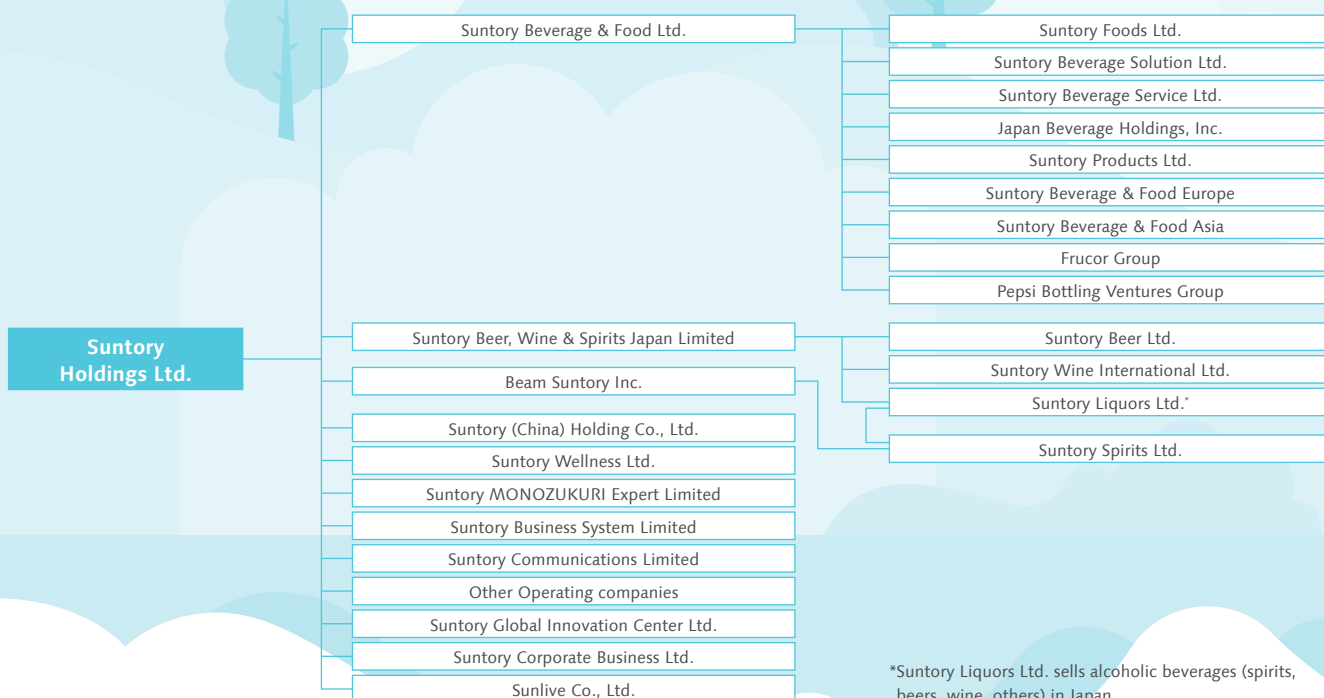 Suntory
Holdings Ltd.
Suntory Beverage & Food Ltd.
Suntory Foods Ltd.
Suntory Beverage Solution Ltd.
Suntory Beverage Service Ltd.
Japan Beverage Holdings, Inc.
Suntory Products Ltd.
Suntory Beverage & Food Europe
Suntory Beverage & Food Asia
Frucor Group
Pepsi Bottling Ventures Group
Suntory Beer, Wine & Spirits Japan Limited
Suntory Beer Ltd.
Suntory Wine International Ltd.
Suntory Liquors Ltd.*
Beam Suntory Inc.
Suntory Spirits Ltd.
Suntory (China) Holding Co., Ltd.
Suntory Wellness Ltd.
Suntory MONOZUKURI Expert Limited
Suntory Business System Limited
Suntory Communications Limited
Other Operating companies
Suntory Global Innovation Center Ltd.
Suntory Corporate Business Ltd.
Sunlive Co., Ltd.
*Suntory Liquors Ltd. sells alcoholic beverages (spirits,
beers, wine, others) in Japan